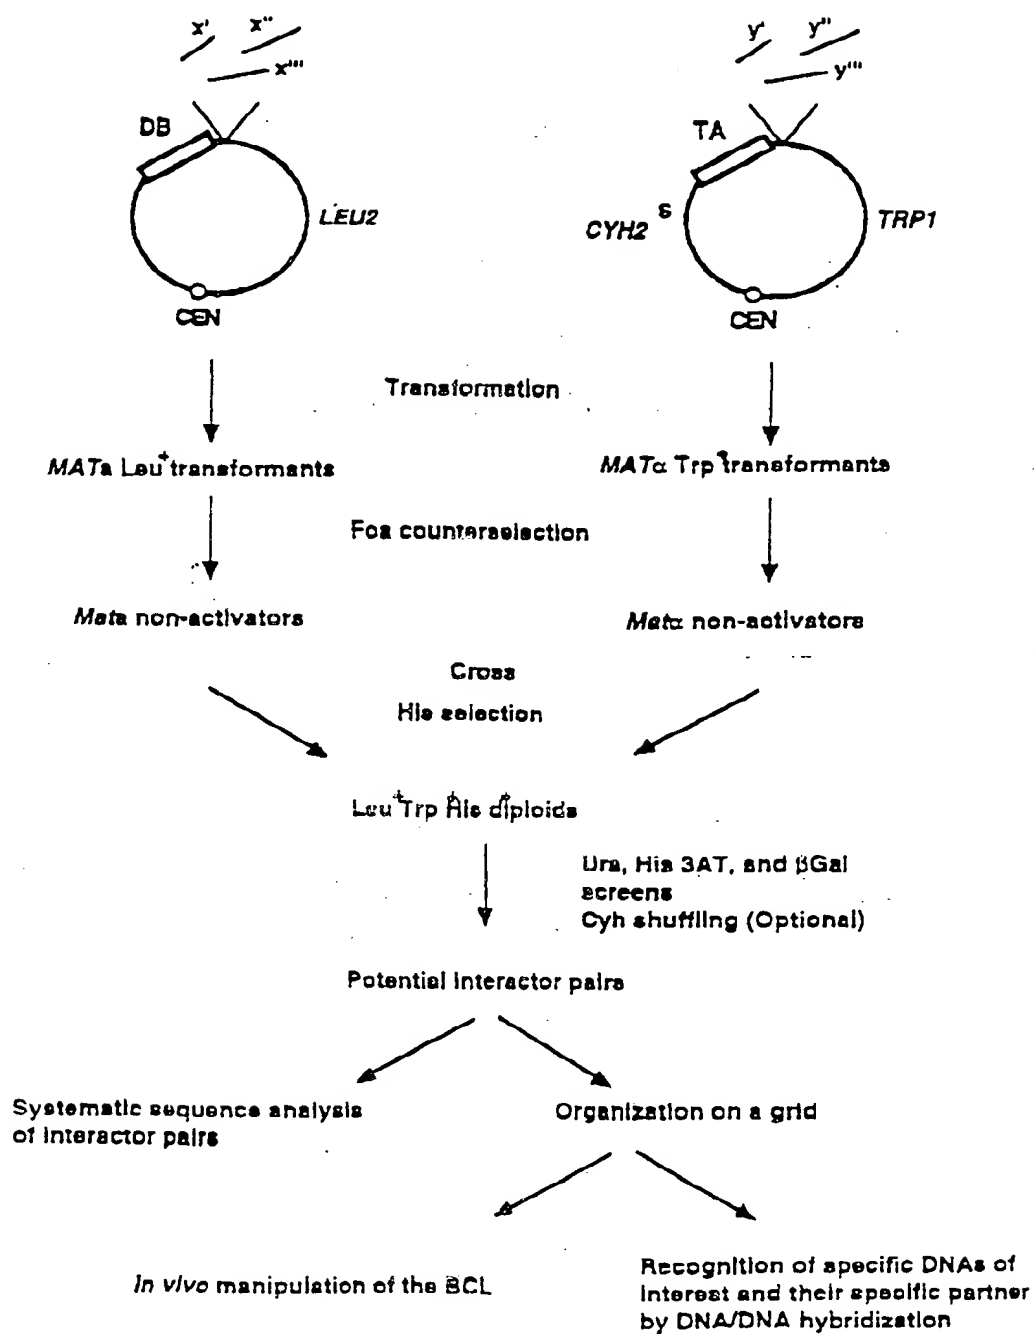 x' x" x'''
y' y" y'''
DB
TA
LEU2
CYH2 S
TRP1
CEN
CEN
Transformation
MATa Leu+ transformants
MATα Trp+ transformants
Foa counterselection
Mata non-activators
Matα non-activators
Cross
His selection
Leu+ Trp+ His+ diploids
Ura, His 3AT, and βGal
screens
Cyh shuffling (Optional)
Potential interactor pairs
Systematic sequence analysis
of interactor pairs
Organization on a grid
In vivo manipulation of the BCL
Recognition of specific DNAs of
interest and their specific partner
by DNA/DNA hybridization